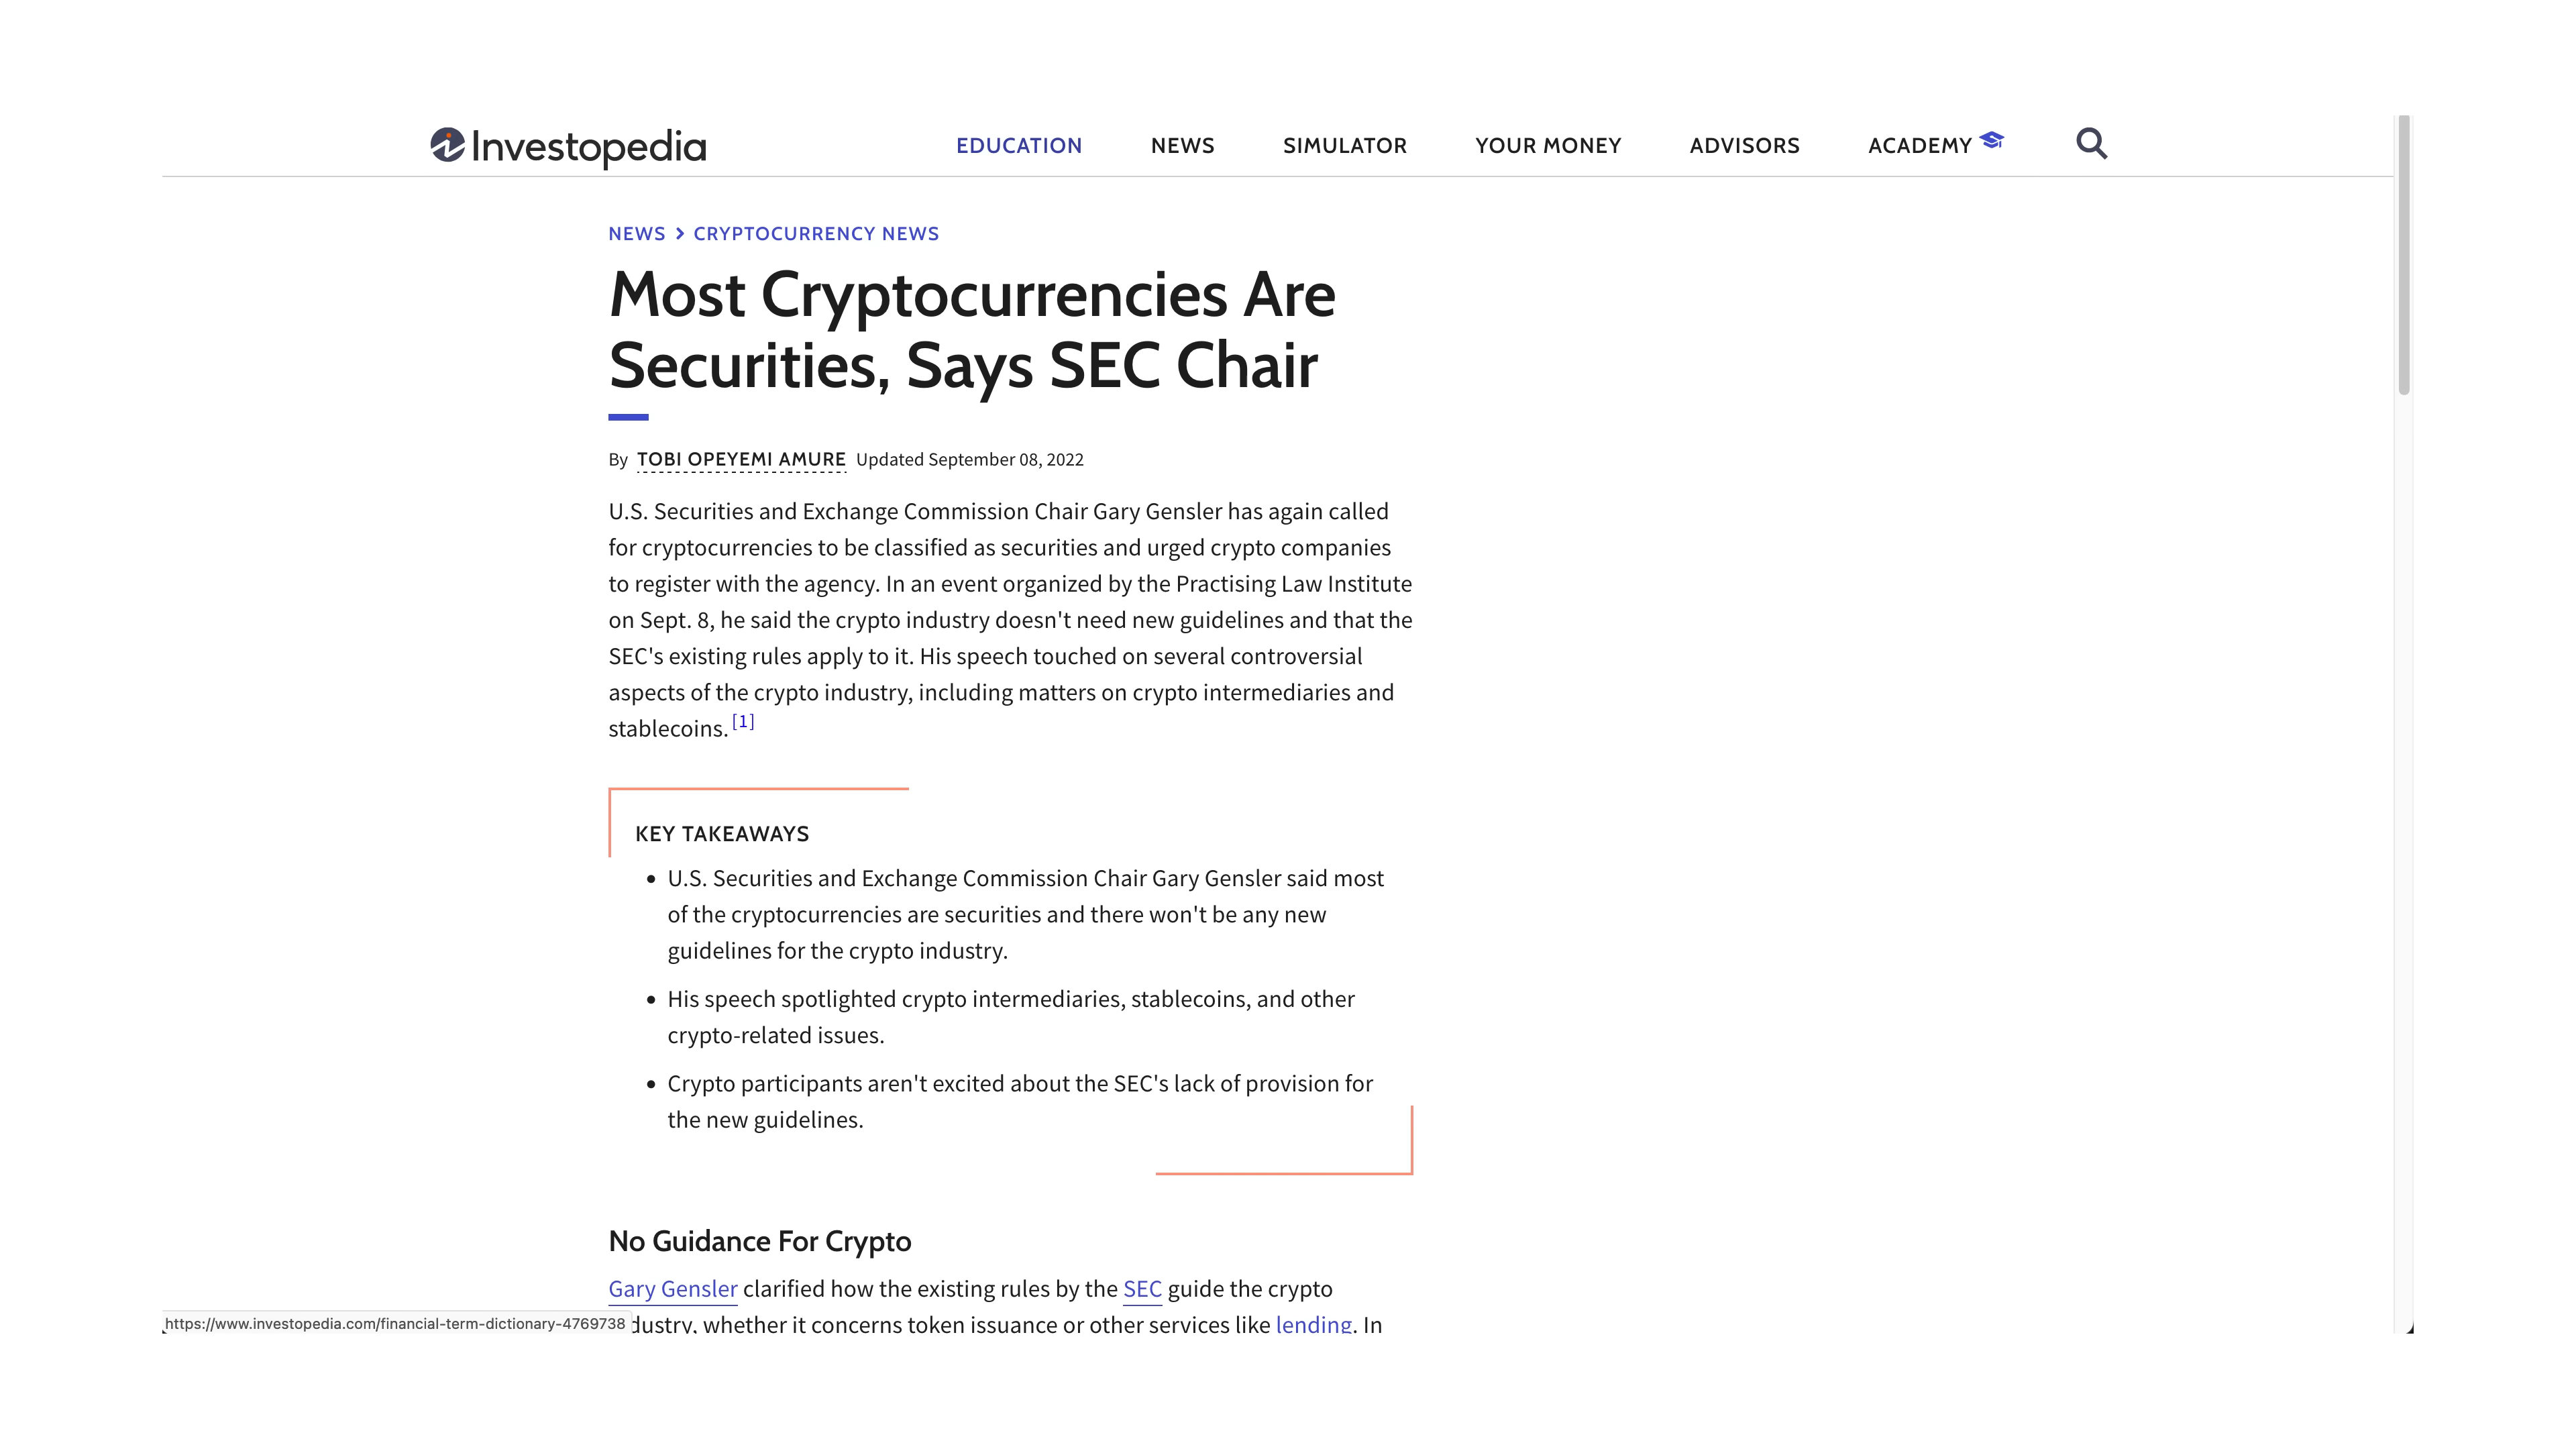 Investopedia
EDUCATION NEWS SIMULATOR YOUR MONEY ADVISORS ACADEMY
NEWS > CRYPTOCURRENCY NEWS
Most Cryptocurrencies Are
Securities, Says SEC Chair
By TOBI OPEYEMI AMURE Updated September 08, 2022
U.S. Securities and Exchange Commission Chair Gary Gensler has again called
for cryptocurrencies to be classified as securities and urged crypto companies
to register with the agency. In an event organized by the Practising Law Institute
on Sept. 8, he said the crypto industry doesn't need new guidelines and that the
SEC's existing rules apply to it. His speech touched on several controversial
aspects of the crypto industry, including matters on crypto intermediaries and
stablecoins. [1]
KEY TAKEAWAYS
• U.S. Securities and Exchange Commission Chair Gary Gensler said most
of the cryptocurrencies are securities and there won't be any new
guidelines for the crypto industry.
• His speech spotlighted crypto intermediaries, stablecoins, and other
crypto-related issues.
• Crypto participants aren't excited about the SEC's lack of provision for
the new guidelines.
No Guidance For Crypto
Gary Gensler clarified how the existing rules by the SEC guide the crypto
dustry, whether it concerns token issuance or other services like lending. In
https://www.investopedia.com/financial-term-dictionary-4769738